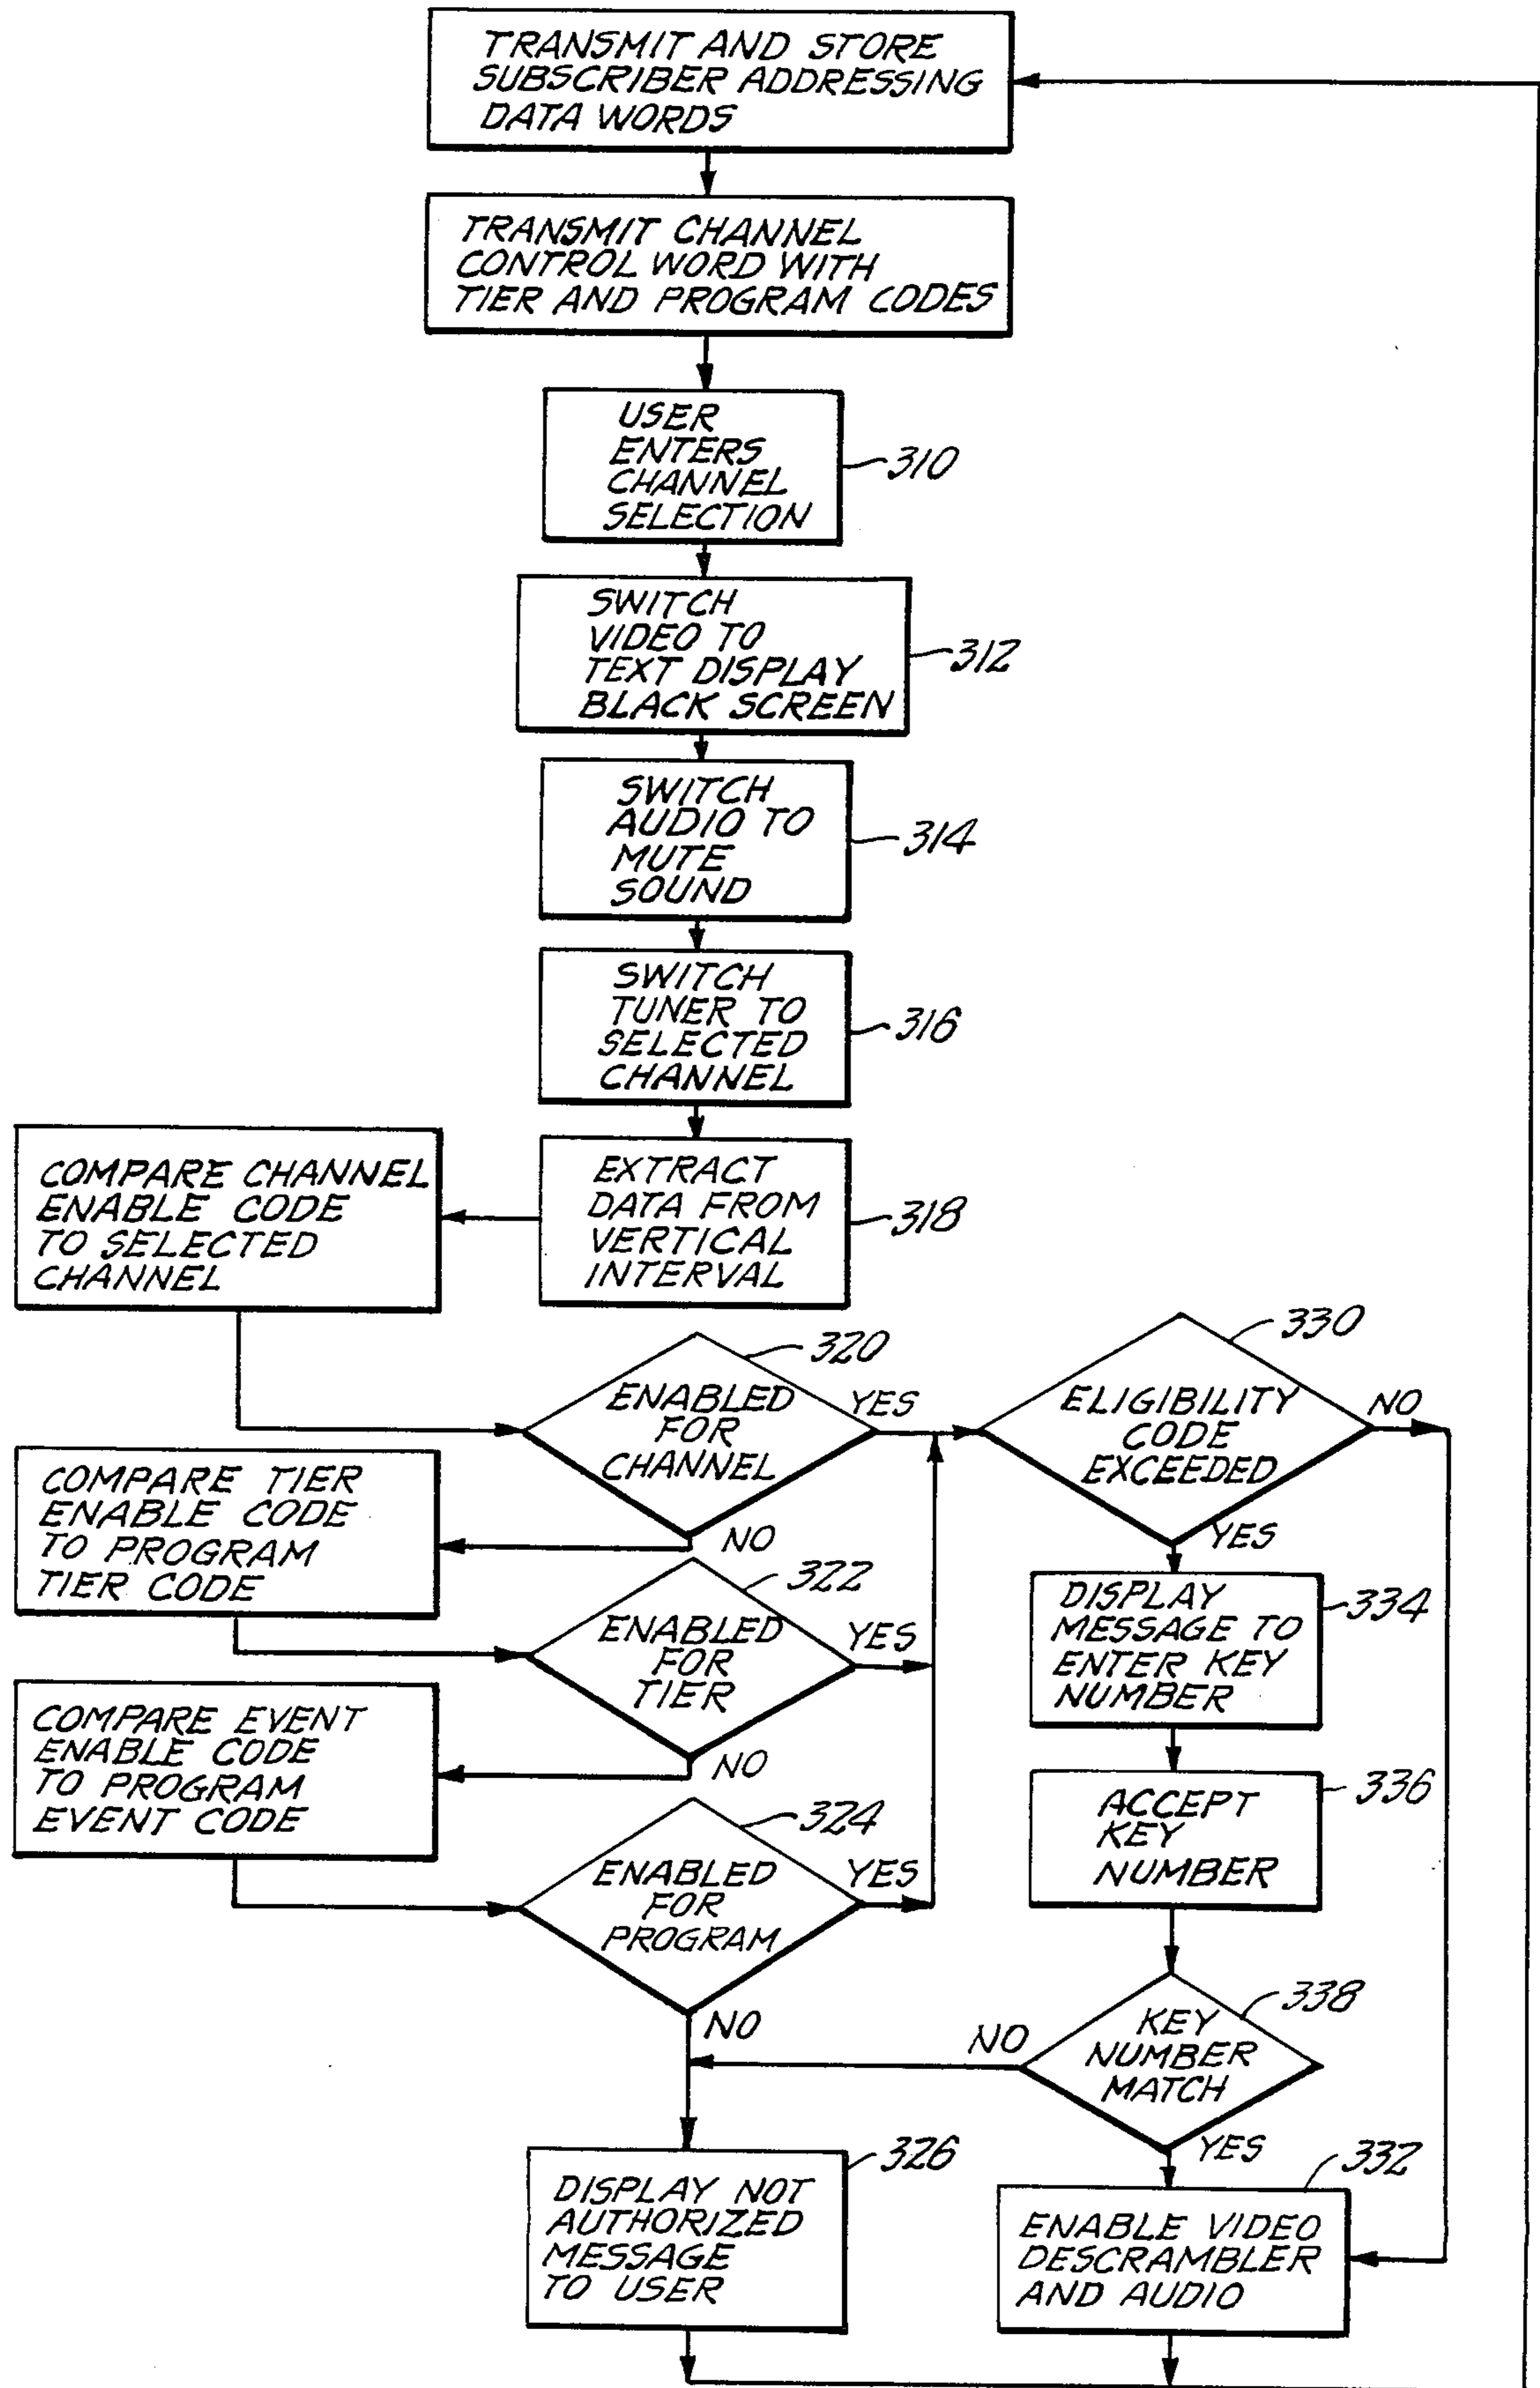 TRANSMIT AND STORE
SUBSCRIBER ADDRESSING
DATA WORDS
TRANSMIT CHANNEL
CONTROL WORD WITH
TIER AND PROGRAM CODES
USER
ENTERS
CHANNEL
SELECTION
310
SWITCH
VIDEO TO
TEXT DISPLAY
BLACK SCREEN
312
SWITCH
AUDIO TO
MUTE
SOUND
314
SWITCH
TUNER TO
SELECTED
CHANNEL
316
EXTRACT
DATA FROM
VERTICAL
INTERVAL
318
COMPARE CHANNEL
ENABLE CODE
TO SELECTED
CHANNEL
320
ENABLED
FOR
CHANNEL
YES
NO
330
ELIGIBILITY
CODE
EXCEEDED
NO
YES
COMPARE TIER
ENABLE CODE
TO PROGRAM
TIER CODE
322
ENABLED
FOR
TIER
YES
NO
DISPLAY
MESSAGE TO
ENTER KEY
NUMBER
334
COMPARE EVENT
ENABLE CODE
TO PROGRAM
EVENT CODE
324
ENABLED
FOR
PROGRAM
YES
NO
ACCEPT
KEY
NUMBER
336
338
KEY
NUMBER
MATCH
NO
YES
326
DISPLAY NOT
AUTHORIZED
MESSAGE
TO USER
332
ENABLE VIDEO
DESCRAMBLER
AND AUDIO